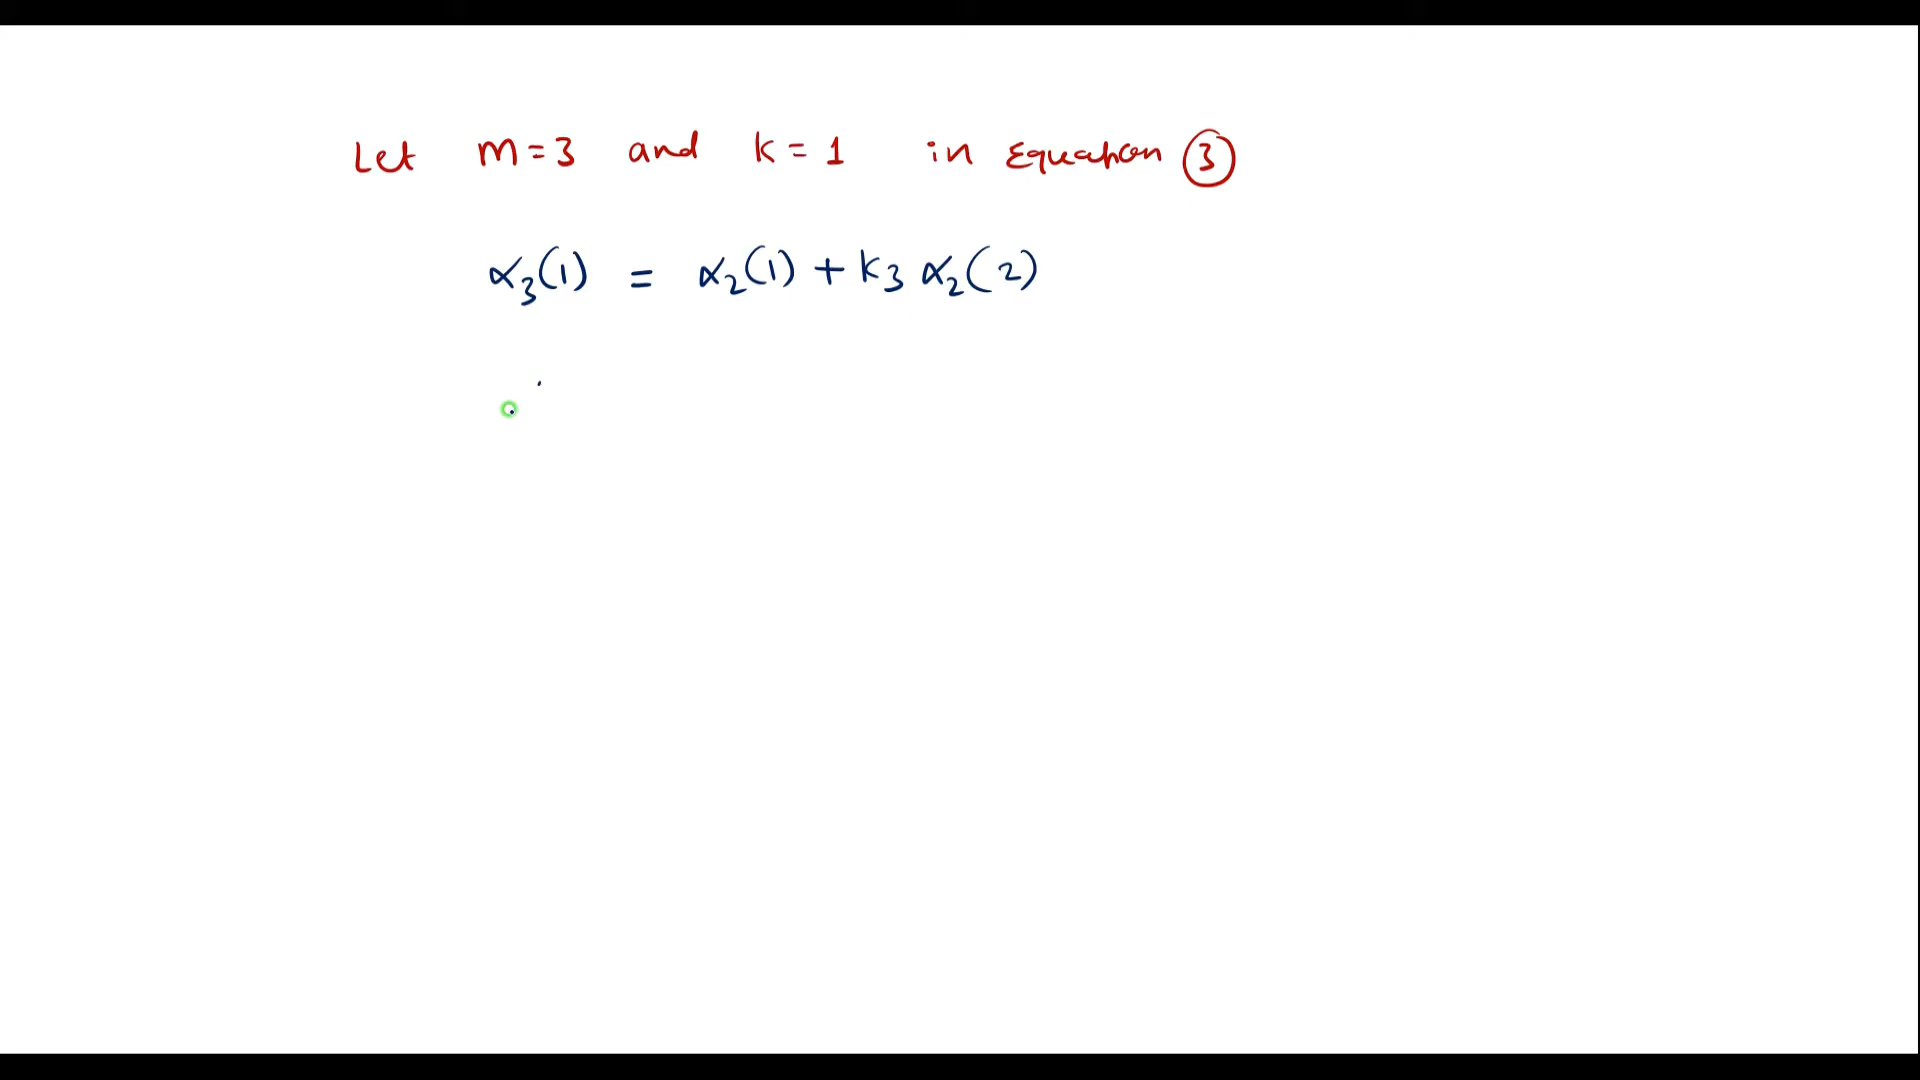 Let m=3 and k=1 in Equation ③
α₃(1) = α₂(1) + k₃ α₂(2)